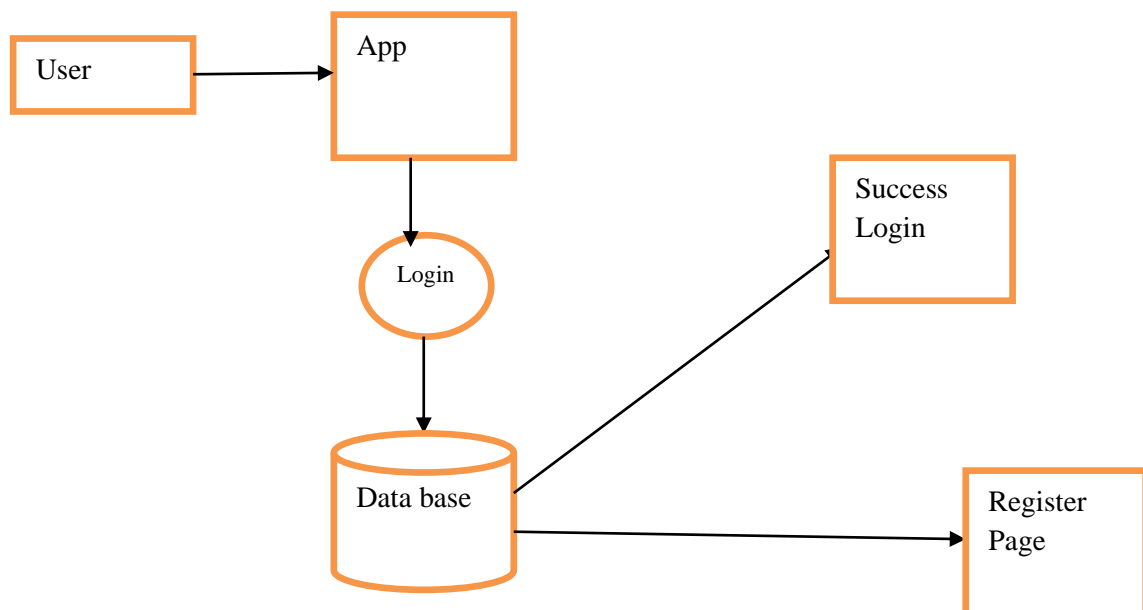 User
App
Success
Login
Login
Data base
Register
Page